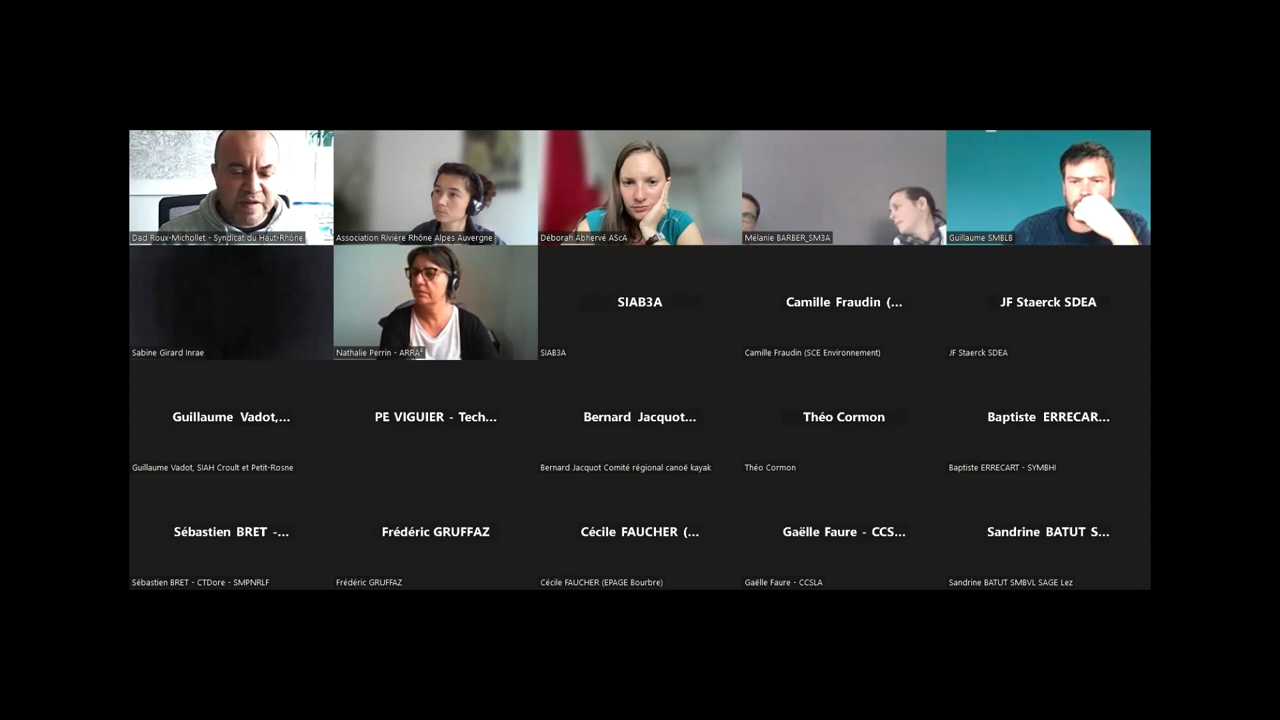 Dad Roux-Michollet - Syndicat du Haut-Rhône
Association Rivière Rhône Alpes Auvergne
Déborah Abhervé AScA
Mélanie BARBER_SM3A
Guillaume SMBLB
SIAB3A
Camille Fraudin (...
JF Staerck SDEA
Sabine Girard Inrae
Nathalie Perrin - ARRA²
SIAB3A
Camille Fraudin (SCE Environnement)
JF Staerck SDEA
Guillaume Vadot,...
PE VIGUIER - Tech...
Bernard Jacquot...
Théo Cormon
Baptiste ERRECAR...
Guillaume Vadot, SIAH Croult et Petit-Rosne
Bernard Jacquot Comité régional canoë kayak
Théo Cormon
Baptiste ERRECART - SYMBHI
Sébastien BRET -...
Frédéric GRUFFAZ
Cécile FAUCHER (...
Gaëlle Faure - CCS...
Sandrine BATUT S...
Sébastien BRET - CTDore - SMPNRLF
Frédéric GRUFFAZ
Cécile FAUCHER (EPAGE Bourbre)
Gaëlle Faure - CCSLA
Sandrine BATUT SMBVL SAGE Lez